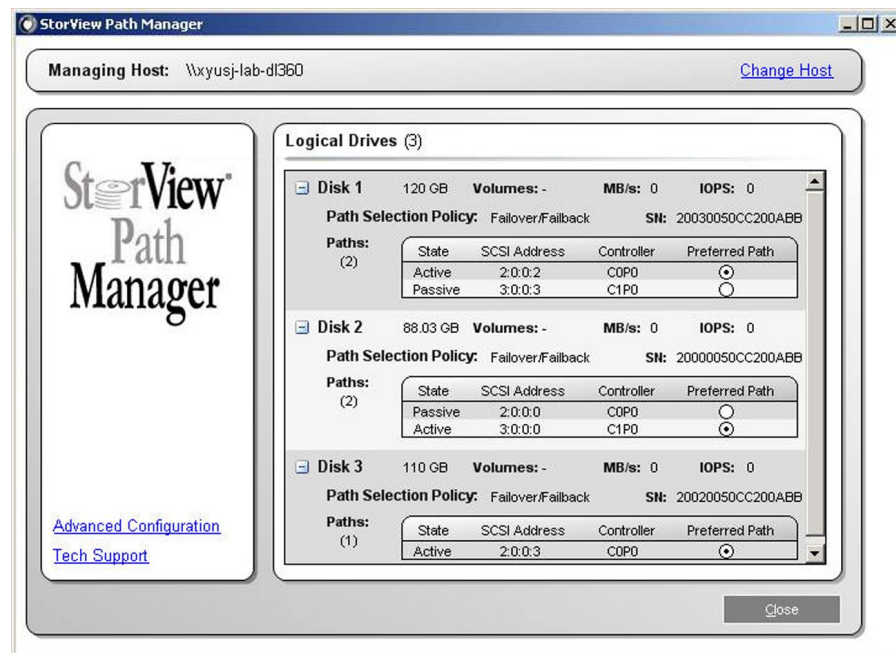 StorView Path Manager
Managing Host: \\xyusj-lab-dl360 Change Host
StorView
Path
Manager
Advanced Configuration
Tech Support
Logical Drives (3)
Disk 1 120 GB Volumes: - MB/s: 0 IOPS: 0
Path Selection Policy: Failover/Failback SN: 20030050CC200ABB
Paths:
(2)
State SCSI Address Controller Preferred Path
Active 2:0:0:2 C0P0
Passive 3:0:0:3 C1P0
Disk 2 88.03 GB Volumes: - MB/s: 0 IOPS: 0
Path Selection Policy: Failover/Failback SN: 20000050CC200ABB
Paths:
(2)
State SCSI Address Controller Preferred Path
Passive 2:0:0:0 C0P0
Active 3:0:0:0 C1P0
Disk 3 110 GB Volumes: - MB/s: 0 IOPS: 0
Path Selection Policy: Failover/Failback SN: 20020050CC200ABB
Paths:
(1)
State SCSI Address Controller Preferred Path
Active 2:0:0:3 C0P0
Close